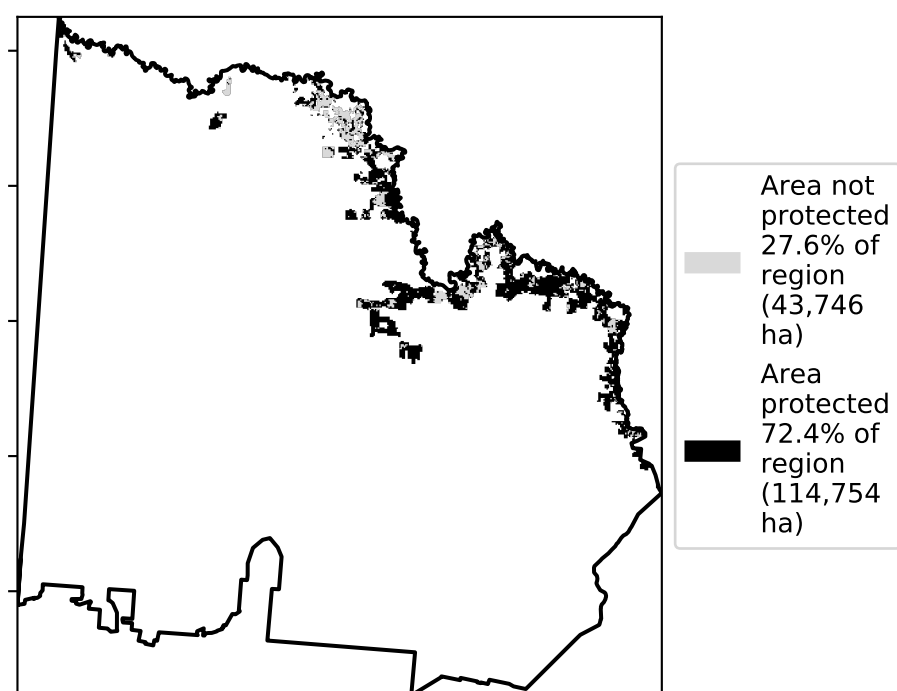 Area not
protected
27.6% of
region
(43,746
ha)
Area
protected
72.4% of
region
(114,754
ha)